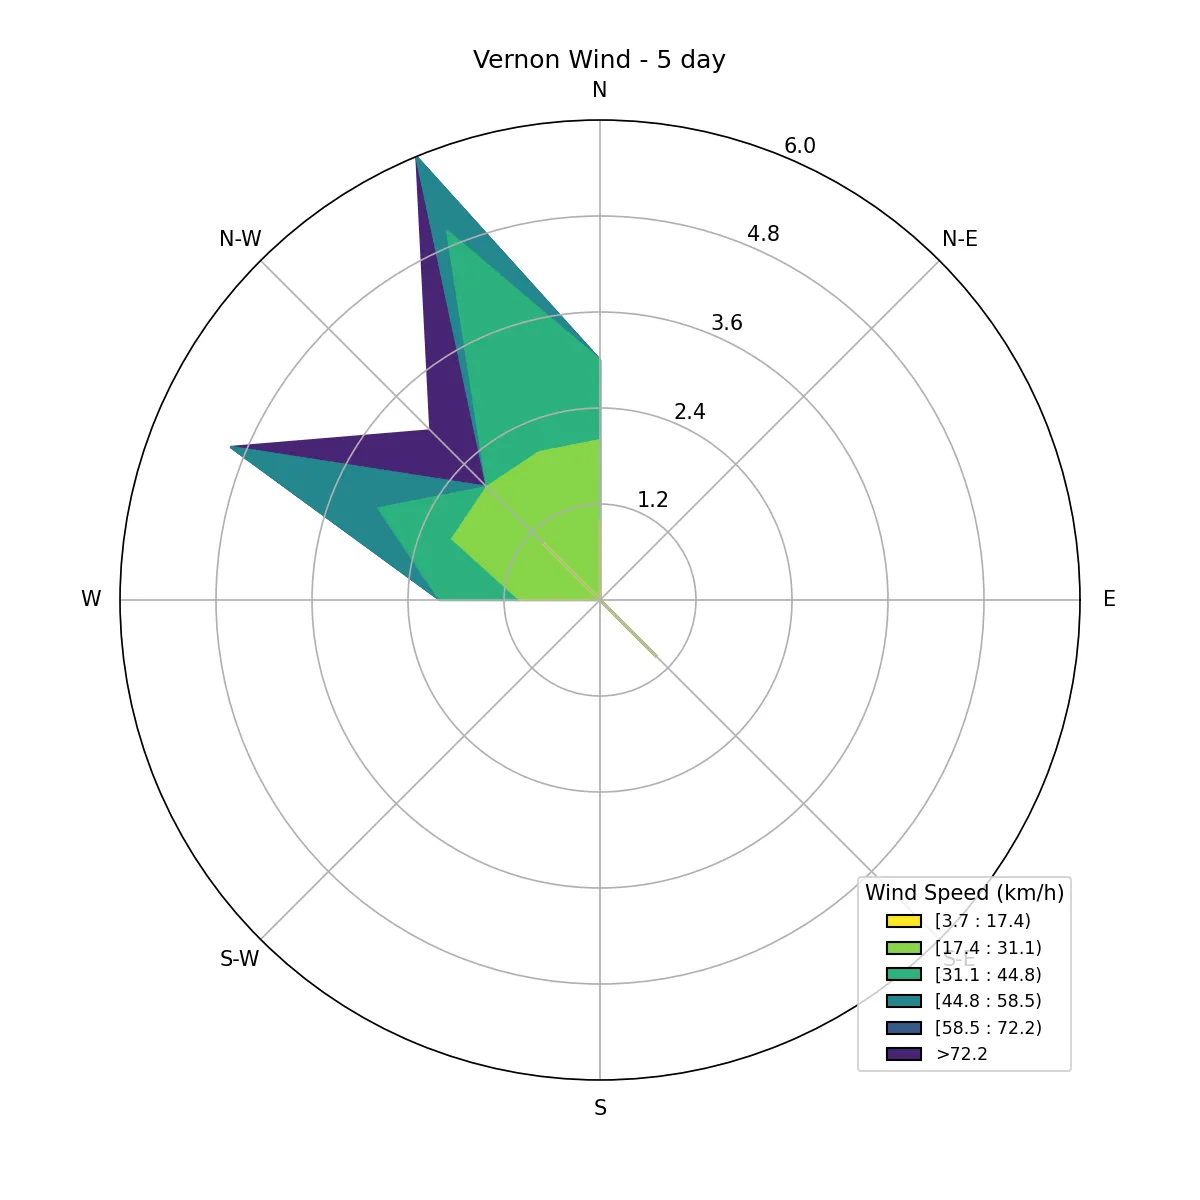 Vernon Wind - 5 day
N
6.0
N-W
N-E
4.8
3.6
2.4
1.2
W
E
Wind Speed (km/h)
[3.7 : 17.4)
[17.4 : 31.1)
S-W
S-E
[31.1 : 44.8)
[44.8 : 58.5)
[58.5 : 72.2)
>72.2
S